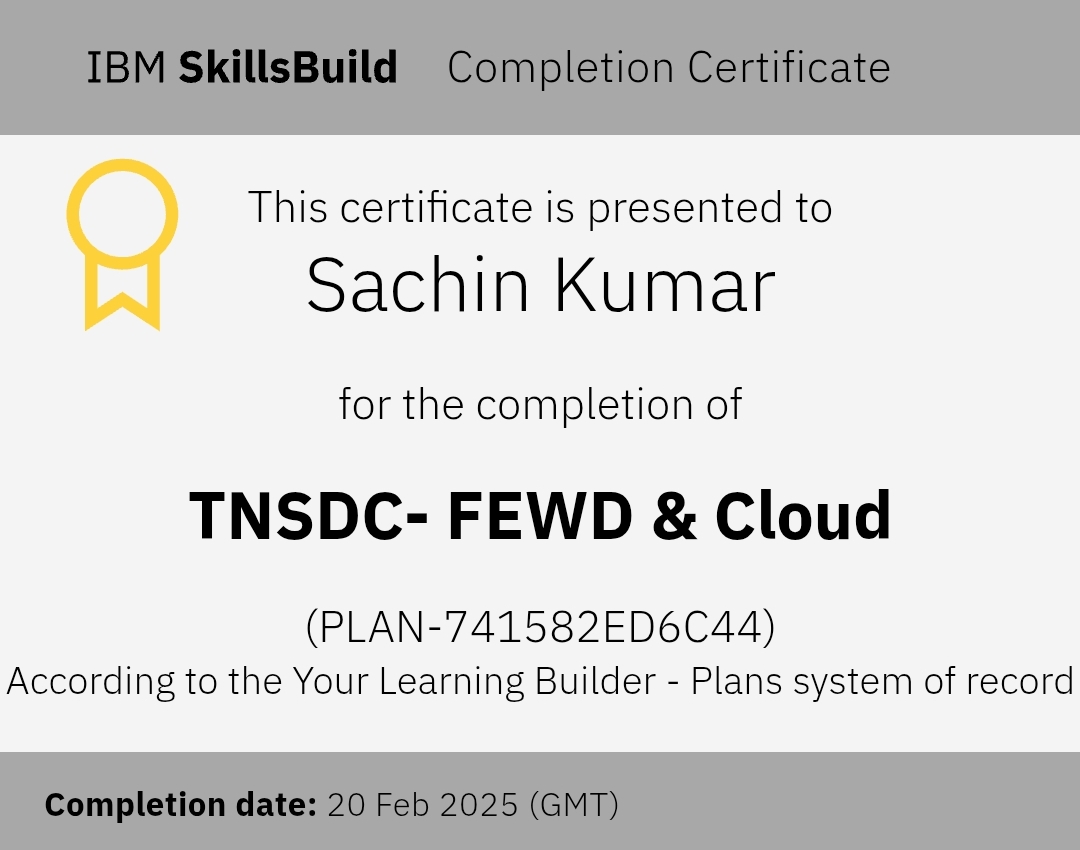 IBM SkillsBuild Completion Certificate
This certificate is presented to
Sachin Kumar
for the completion of
TNSDC- FEWD & Cloud
(PLAN-741582ED6C44)
According to the Your Learning Builder - Plans system of record
Completion date: 20 Feb 2025 (GMT)